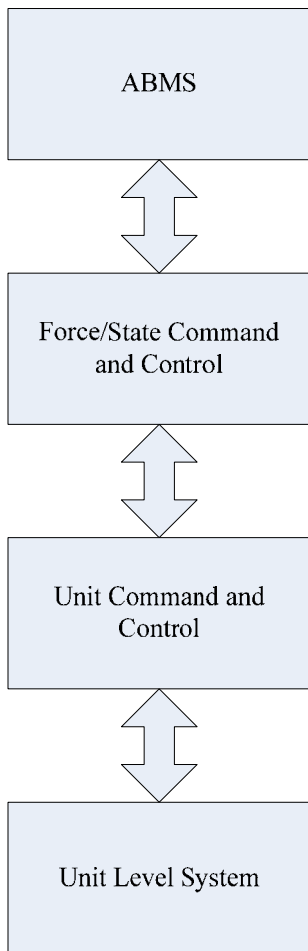 ABMS
Force/State Command
and Control
Unit Command and
Control
Unit Level System